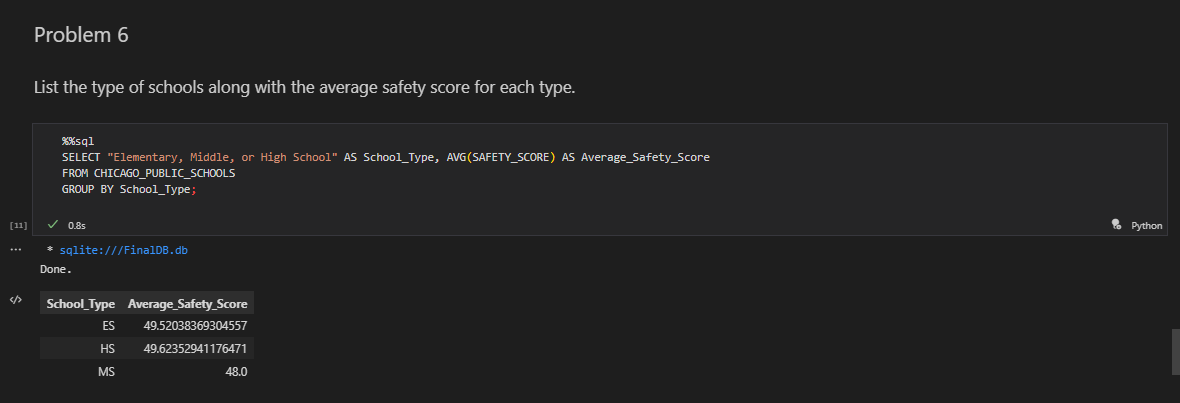 Problem 6
List the type of schools along with the average safety score for each type.
%%sql
SELECT "Elementary, Middle, or High School" AS School_Type, AVG(SAFETY_SCORE) AS Average_Safety_Score
FROM CHICAGO_PUBLIC_SCHOOLS
GROUP BY School_Type;
[11] 0.8s Python
* sqlite:///FinalDB.db
Done.
School_Type Average_Safety_Score
ES 49.52038369304557
HS 49.62352941176471
MS 48.0